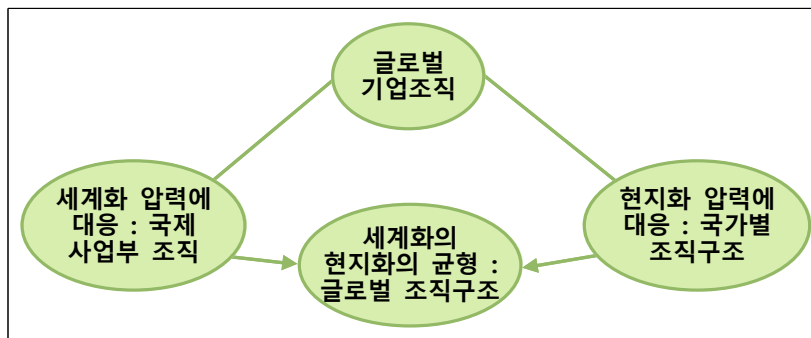 글로벌
기업조직
세계화 압력에
대응 : 국제
사업부 조직
현지화 압력에
대응 : 국가별
조직구조
세계화의
현지화의 균형 :
글로벌 조직구조